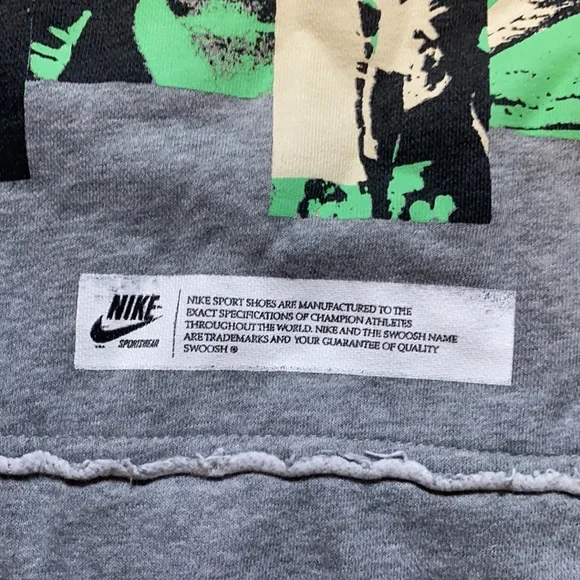 NIKE
SPORTSWEAR
NIKE SPORT SHOES ARE MANUFACTURED TO THE
EXACT SPECIFICATIONS OF CHAMPION ATHLETES
THROUGHOUT THE WORLD. NIKE AND THE SWOOSH NAME
ARE TRADEMARKS AND YOUR GUARANTEE OF QUALITY
SWOOSH ®